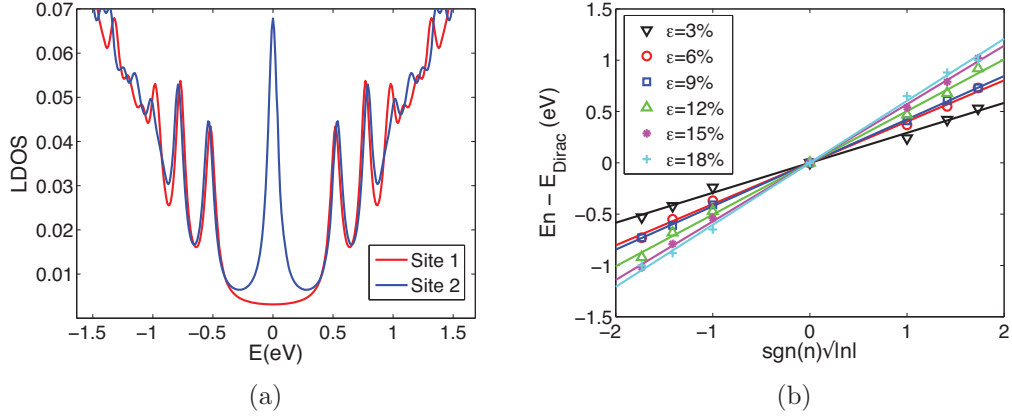 0.07
0.06
0.05
0.04
0.03
0.02
0.01
LDOS
−1.5
−1
−0.5
0
0.5
1
1.5
E(eV)
Site 1
Site 2
(a)
1.5
1
0.5
0
−0.5
−1
−1.5
En − E_Dirac (eV)
ε=3%
ε=6%
ε=9%
ε=12%
ε=15%
ε=18%
−2
−1
0
1
2
sgn(n)√lnl
(b)